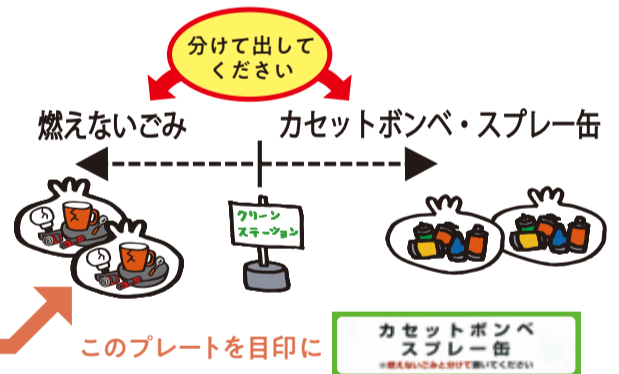 分けて出して
ください
燃えないごみ
カセットボンベ・スプレー缶
クリーン
ステーション
このプレートを目印に
カセットボンベ
スプレー缶
※燃えないごみと分けて置いてください